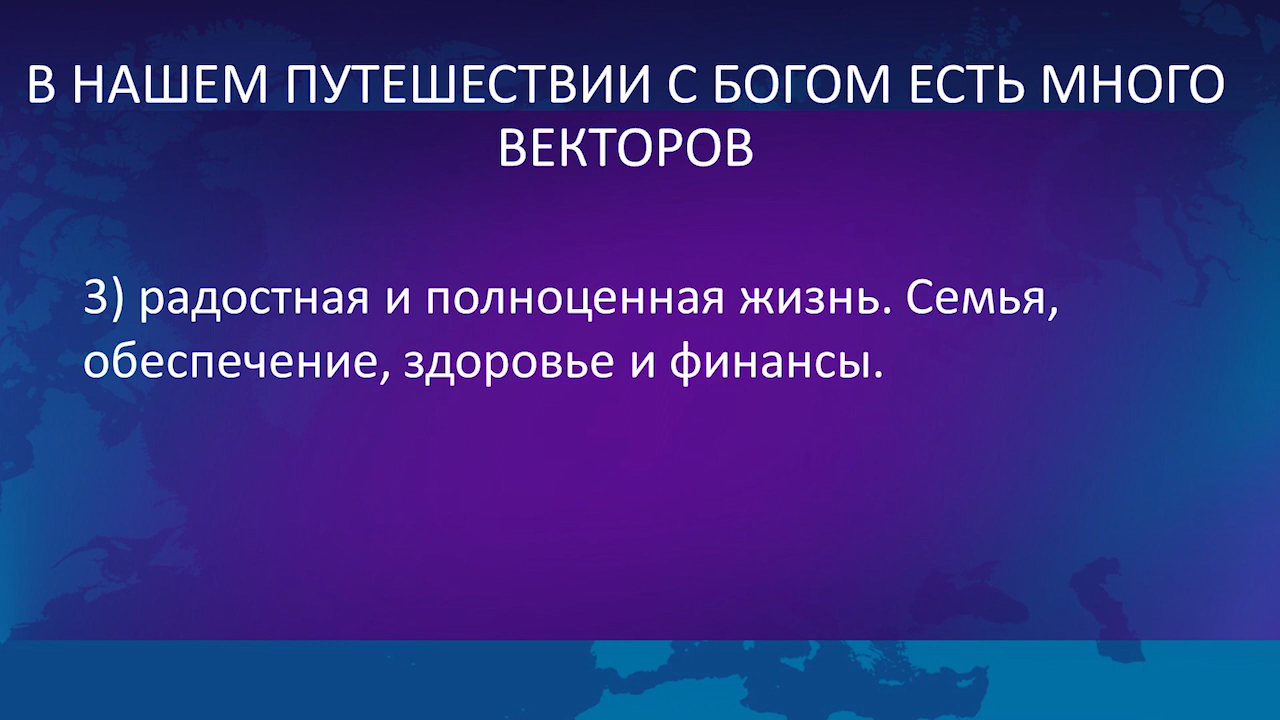 В НАШЕМ ПУТЕШЕСТВИИ С БОГОМ ЕСТЬ МНОГО
ВЕКТОРОВ
3) радостная и полноценная жизнь. Семья,
обеспечение, здоровье и финансы.